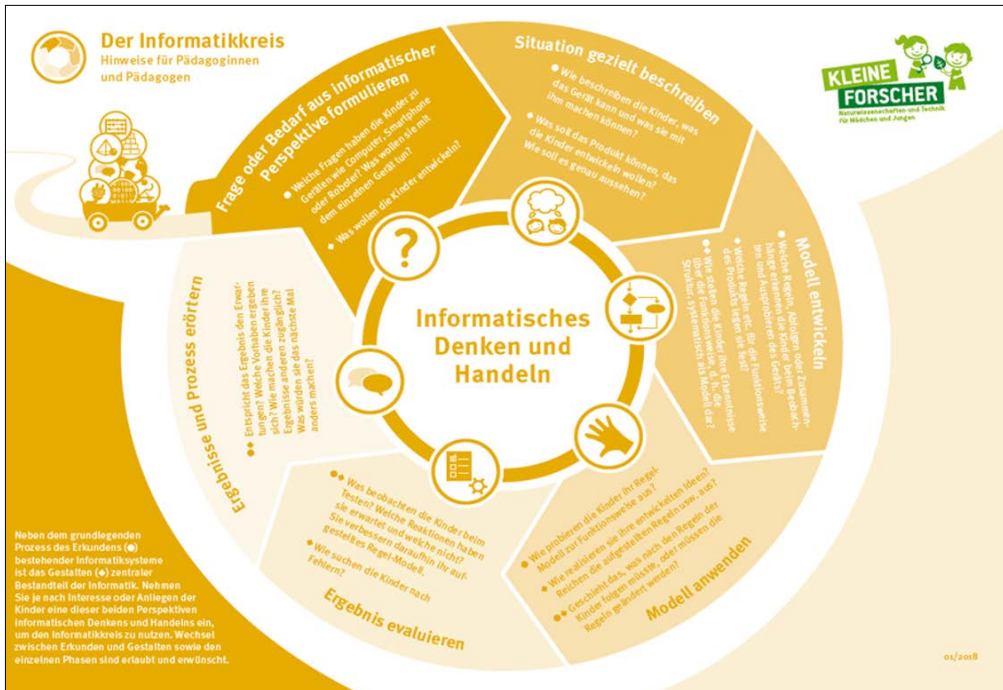 Der Informatikkreis
Hinweise für Pädagoginnen
und Pädagogen
KLEINE
FORSCHER
Naturwissenschaften und Technik
für Mädchen und Jungen
Frage oder Bedarf aus informatischer
Perspektive formulieren
● Welche Fragen haben die Kinder zu
Geräten wie Computer, Smartphone
oder Roboter? Was wollen sie mit
dem einzelnen Gerät tun?
◆ Was wollen die Kinder entwickeln?
Situation gezielt beschreiben
● Wie beschreiben die Kinder, was
das Gerät kann und was sie mit
ihm machen können?
◆ Was soll das Produkt können, das
die Kinder entwickeln wollen?
Wie soll es genau aussehen?
Modell entwickeln
● Welche Regeln, Abfolgen oder Zusammen-
hänge erkennen die Kinder beim Beobach-
ten und Ausprobieren des Geräts?
◆ Welche Regeln etc. für die Funktionsweise
des Produkts legen sie fest?
●◆ Wie stellen die Kinder ihre Erkenntnisse
über die Funktionsweise, d. h. die
Struktur, systematisch als Modell dar?
Modell anwenden
● Wie probieren die Kinder ihr Regel-
Modell zur Funktionsweise aus?
◆ Wie realisieren sie ihre entwickelten Ideen?
Reichen die aufgestellten Regeln usw. aus?
●◆ Geschieht das, was nach den Regeln der
Kinder folgen müsste, oder müssen die
Regeln geändert werden?
Ergebnis evaluieren
●◆ Was beobachten die Kinder beim
Testen? Welche Reaktionen haben
sie erwartet und welche nicht?
Sie verbessern daraufhin ihr auf-
gestelltes Regel-Modell.
◆ Wie suchen die Kinder nach
Fehlern?
Ergebnisse und Prozess erörtern
●◆ Entspricht das Ergebnis den Erwar-
tungen? Welche Vorhaben ergeben
sich? Wie machen die Kinder ihre
Ergebnisse anderen zugänglich?
Was würden sie das nächste Mal
anders machen?
Informatisches
Denken und
Handeln
Neben dem grundlegenden
Prozess des Erkundens (●)
bestehender Informatiksysteme
ist das Gestalten (◆) zentraler
Bestandteil der Informatik. Nehmen
Sie je nach Interesse oder Anliegen der
Kinder eine dieser beiden Perspektiven
informatischen Denkens und Handelns ein,
um den Informatikkreis zu nutzen. Wechsel
zwischen Erkunden und Gestalten sowie den
einzelnen Phasen sind erlaubt und erwünscht.
01/2018